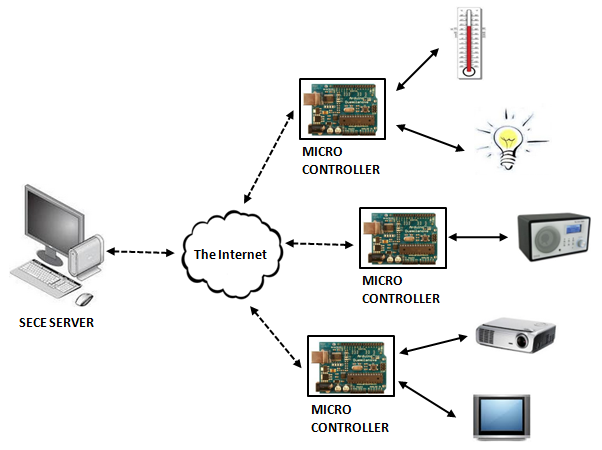 MICRO
CONTROLLER
The Internet
MICRO
CONTROLLER
SECE SERVER
MICRO
CONTROLLER